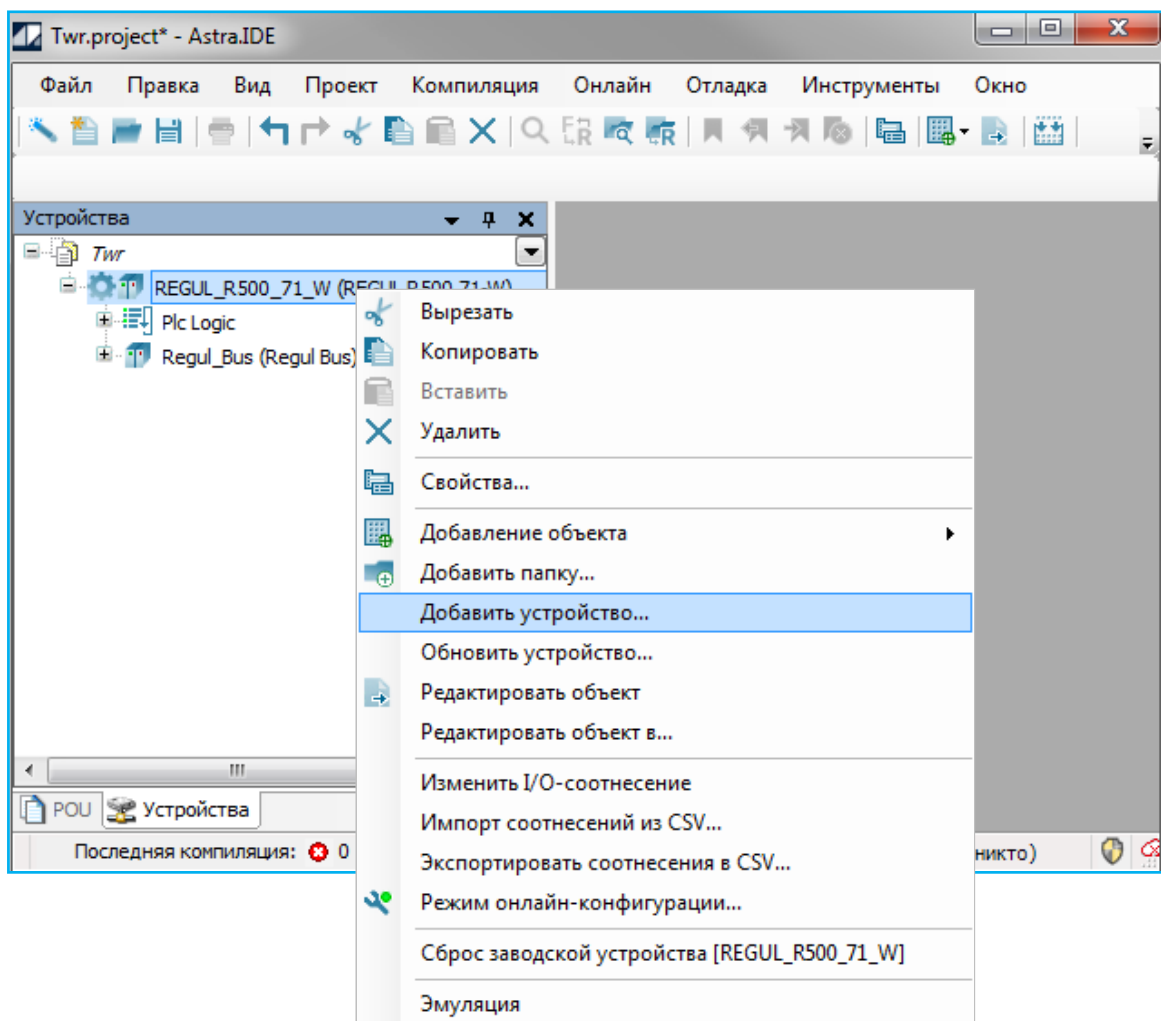 Twr.project* - Astra.IDE
Файл Правка Вид Проект Компиляция Онлайн Отладка Инструменты Окно
Устройства
Twr
REGUL_R500_71_W (REGUL R500 71-W)
Plc Logic
Regul_Bus (Regul Bus)
Вырезать
Копировать
Вставить
Удалить
Свойства...
Добавление объекта
Добавить папку...
Добавить устройство...
Обновить устройство...
Редактировать объект
Редактировать объект в...
Изменить I/O-соотнесение
Импорт соотнесений из CSV...
Экспортировать соотнесения в CSV...
Режим онлайн-конфигурации...
Сброс заводской устройства [REGUL_R500_71_W]
Эмуляция
POU Устройства
Последняя компиляция: 0 никто)